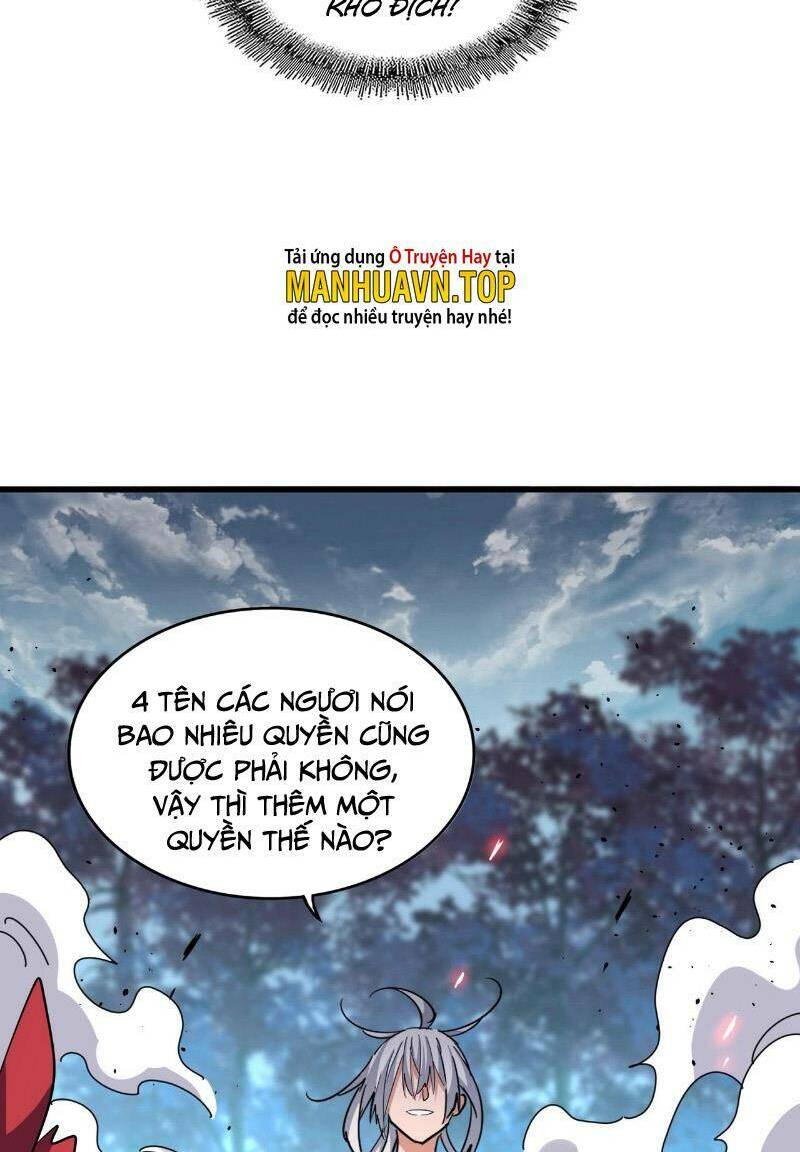 KHÓ ĐỊCH?
Tải ứng dụng Ô Truyện Hay tại
MANHUAVN.TOP
để đọc nhiều truyện hay nhé!
4 TÊN CÁC NGƯƠI NÓI
BAO NHIÊU QUYỀN CŨNG
ĐƯỢC PHẢI KHÔNG,
VẬY THÌ THÊM MỘT
QUYỀN THẾ NÀO?